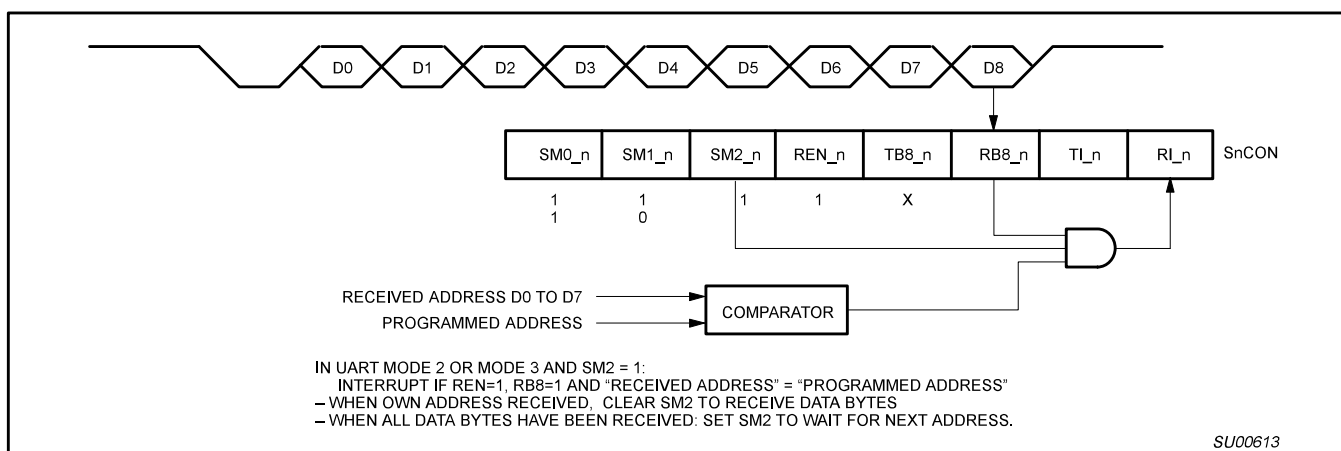 D0 D1 D2 D3 D4 D5 D6 D7 D8
SM0_n SM1_n SM2_n REN_n TB8_n RB8_n TI_n RI_n SnCON
1 1 1 1 X
1 0
RECEIVED ADDRESS D0 TO D7
PROGRAMMED ADDRESS
COMPARATOR
IN UART MODE 2 OR MODE 3 AND SM2 = 1:
INTERRUPT IF REN=1, RB8=1 AND “RECEIVED ADDRESS” = “PROGRAMMED ADDRESS”
– WHEN OWN ADDRESS RECEIVED, CLEAR SM2 TO RECEIVE DATA BYTES
– WHEN ALL DATA BYTES HAVE BEEN RECEIVED: SET SM2 TO WAIT FOR NEXT ADDRESS.
SU00613